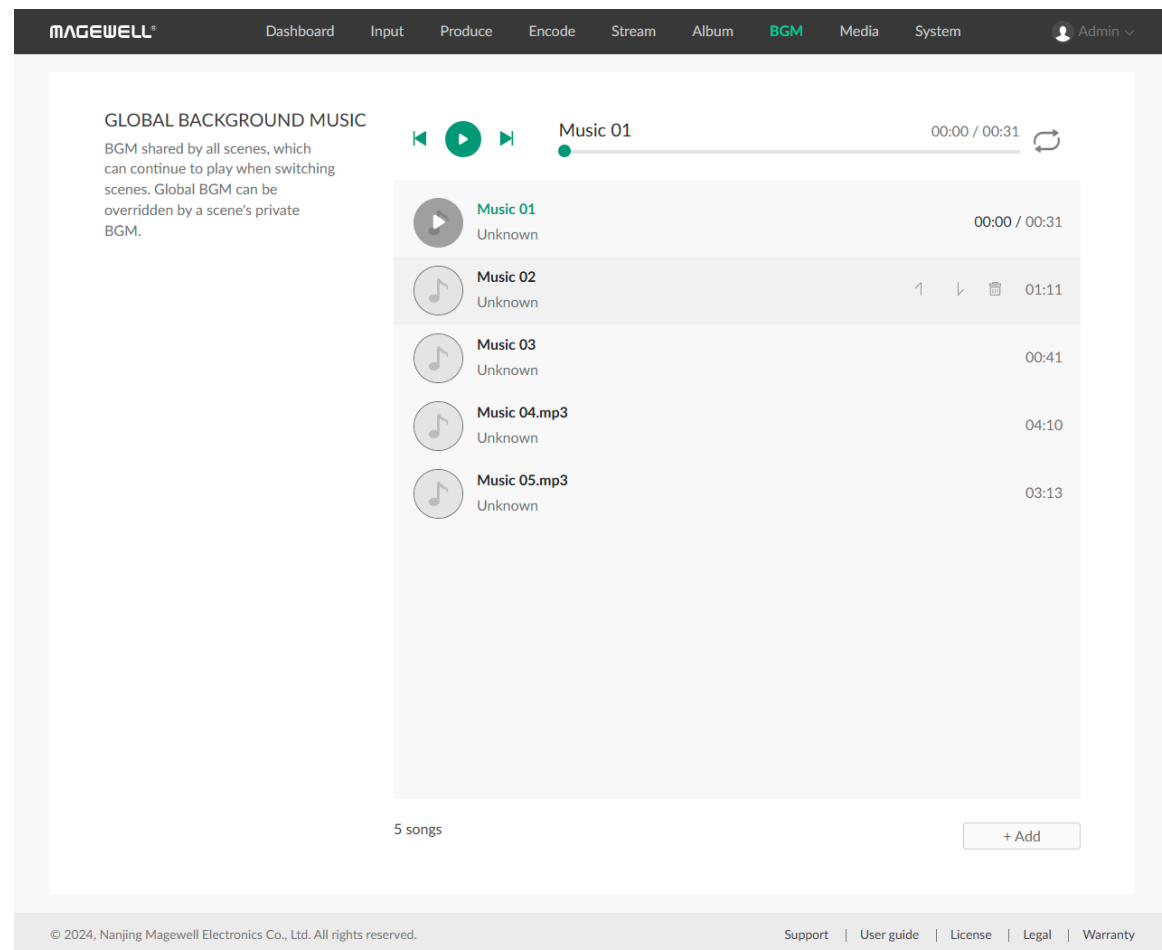 MAGEWELL®
Dashboard Input Produce Encode Stream Album BGM Media System Admin
GLOBAL BACKGROUND MUSIC
BGM shared by all scenes, which
can continue to play when switching
scenes. Global BGM can be
overridden by a scene's private
BGM.
Music 01 00:00 / 00:31
Music 01
Unknown
00:00 / 00:31
Music 02
Unknown
01:11
Music 03
Unknown
00:41
Music 04.mp3
Unknown
04:10
Music 05.mp3
Unknown
03:13
5 songs
+ Add
© 2024, Nanjing Magewell Electronics Co., Ltd. All rights reserved.
Support | User guide | License | Legal | Warranty